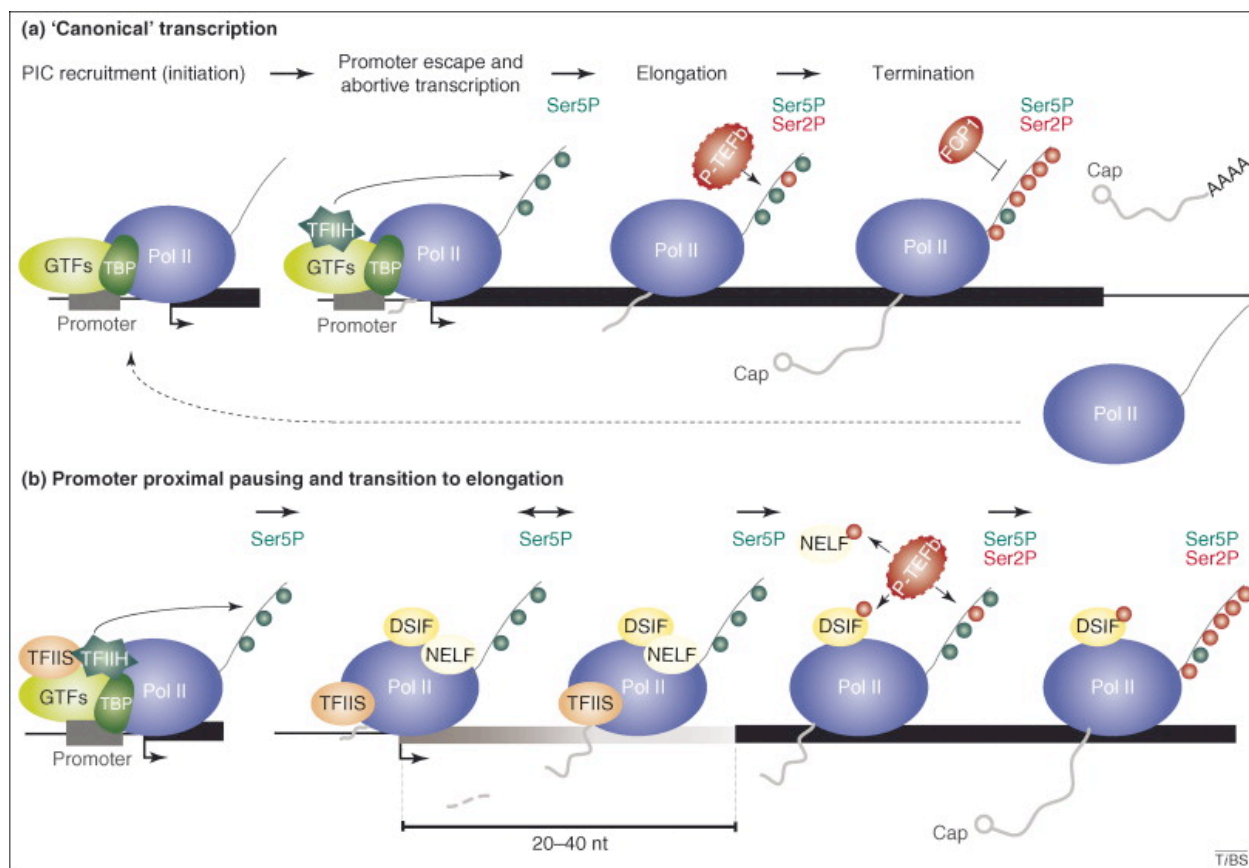 (a) ‘Canonical’ transcription
PIC recruitment (initiation)
Promoter escape and
abortive transcription
Elongation
Termination
Ser5P
Ser5P
Ser2P
Ser5P
Ser2P
P-TEFb
FCP1
Cap
AAAA
TFIIH
GTFs
TBP
Pol II
GTFs
TBP
Pol II
Pol II
Pol II
Promoter
Promoter
Cap
Pol II
(b) Promoter proximal pausing and transition to elongation
Ser5P
Ser5P
Ser5P
NELF
P-TEFb
Ser5P
Ser2P
Ser5P
Ser2P
TFIIS
TFIIH
GTFs
TBP
Pol II
DSIF
NELF
Pol II
TFIIS
DSIF
NELF
Pol II
TFIIS
DSIF
Pol II
DSIF
Pol II
Promoter
20–40 nt
Cap
TiBS